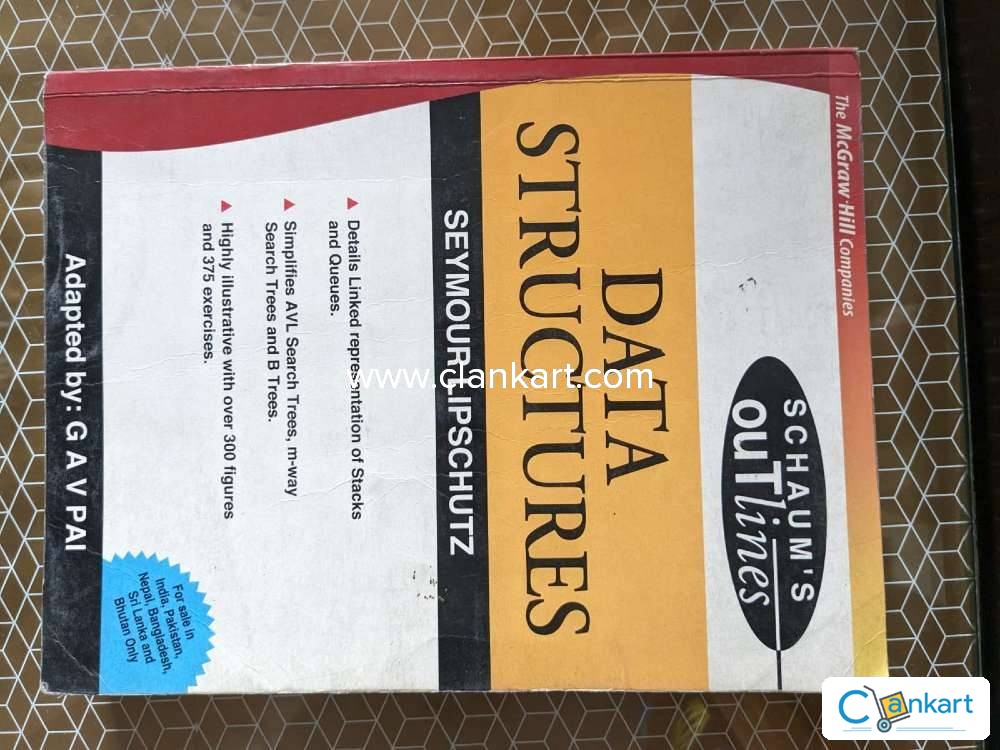 The McGraw·Hill Companies
SCHAUM'S
ouTlines
DATA
STRUCTURES
SEYMOUR LIPSCHUTZ
Details Linked representation of Stacks
and Queues.
Simplifies AVL Search Trees, m-way
Search Trees and B Trees.
Highly illustrative with over 300 figures
and 375 exercises.
For sale in
India, Pakistan,
Nepal, Bangladesh,
Sri Lanka and
Bhutan Only
Adapted by: G A V PAI
www.clankart.com
Clankart